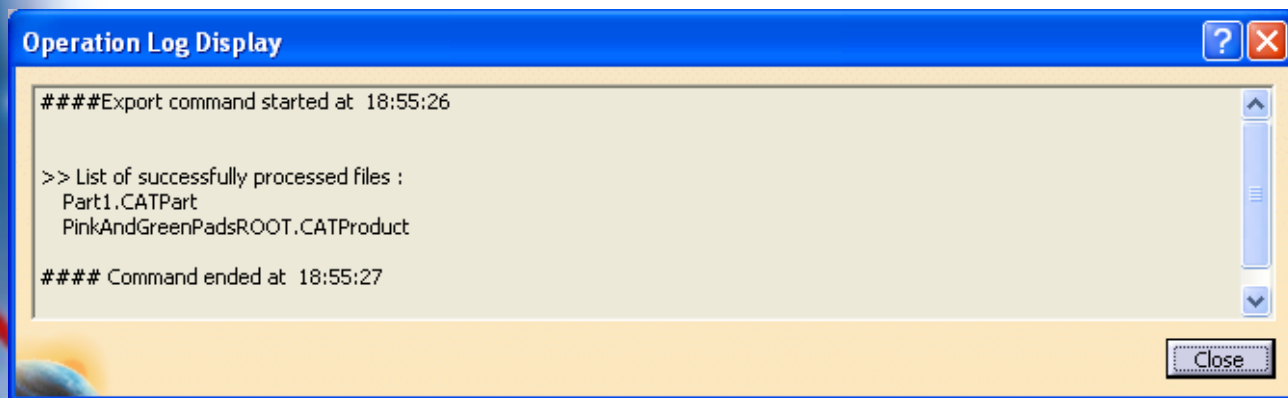 Operation Log Display
####Export command started at 18:55:26
>> List of successfully processed files :
Part1.CATPart
PinkAndGreenPadsROOT.CATProduct
#### Command ended at 18:55:27
Close